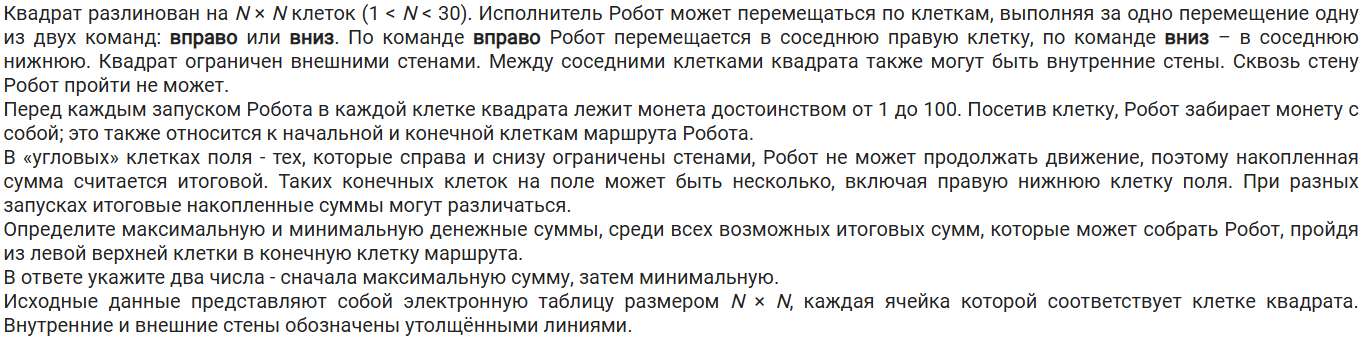 Квадрат разлинован на N × N клеток (1 < N < 30). Исполнитель Робот может перемещаться по клеткам, выполняя за одно перемещение одну
из двух команд: вправо или вниз. По команде вправо Робот перемещается в соседнюю правую клетку, по команде вниз – в соседнюю
нижнюю. Квадрат ограничен внешними стенами. Между соседними клетками квадрата также могут быть внутренние стены. Сквозь стену
Робот пройти не может.
Перед каждым запуском Робота в каждой клетке квадрата лежит монета достоинством от 1 до 100. Посетив клетку, Робот забирает монету с
собой; это также относится к начальной и конечной клеткам маршрута Робота.
В «угловых» клетках поля - тех, которые справа и снизу ограничены стенами, Робот не может продолжать движение, поэтому накопленная
сумма считается итоговой. Таких конечных клеток на поле может быть несколько, включая правую нижнюю клетку поля. При разных
запусках итоговые накопленные суммы могут различаться.
Определите максимальную и минимальную денежные суммы, среди всех возможных итоговых сумм, которые может собрать Робот, пройдя
из левой верхней клетки в конечную клетку маршрута.
В ответе укажите два числа - сначала максимальную сумму, затем минимальную.
Исходные данные представляют собой электронную таблицу размером N × N, каждая ячейка которой соответствует клетке квадрата.
Внутренние и внешние стены обозначены утолщёнными линиями.